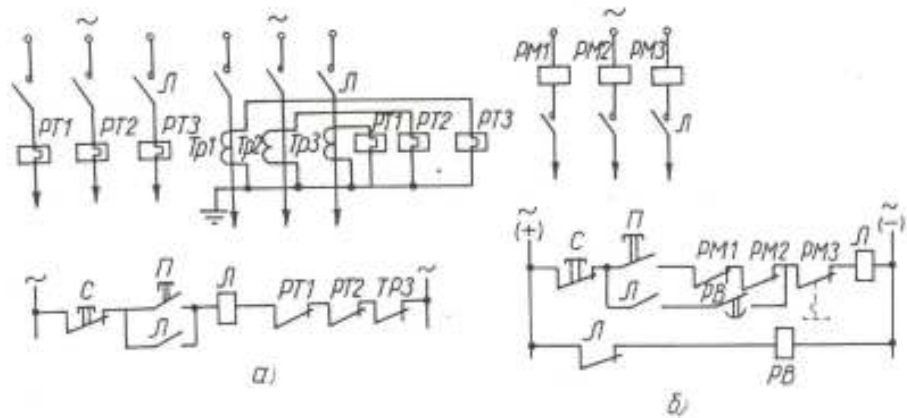 ~ ~
Л Л
РТ1 РТ2 РТ3
Тр1 Тр2 Тр3 РТ1 РТ2 РТ3
~ С П Л РТ1 РТ2 ТР3 ~
Л
а)
~
РМ1 РМ2 РМ3
Л
~ ~
(+) (−)
С П РМ1 РМ2 РМ3 Л
Л РВ
Л
РВ
б)